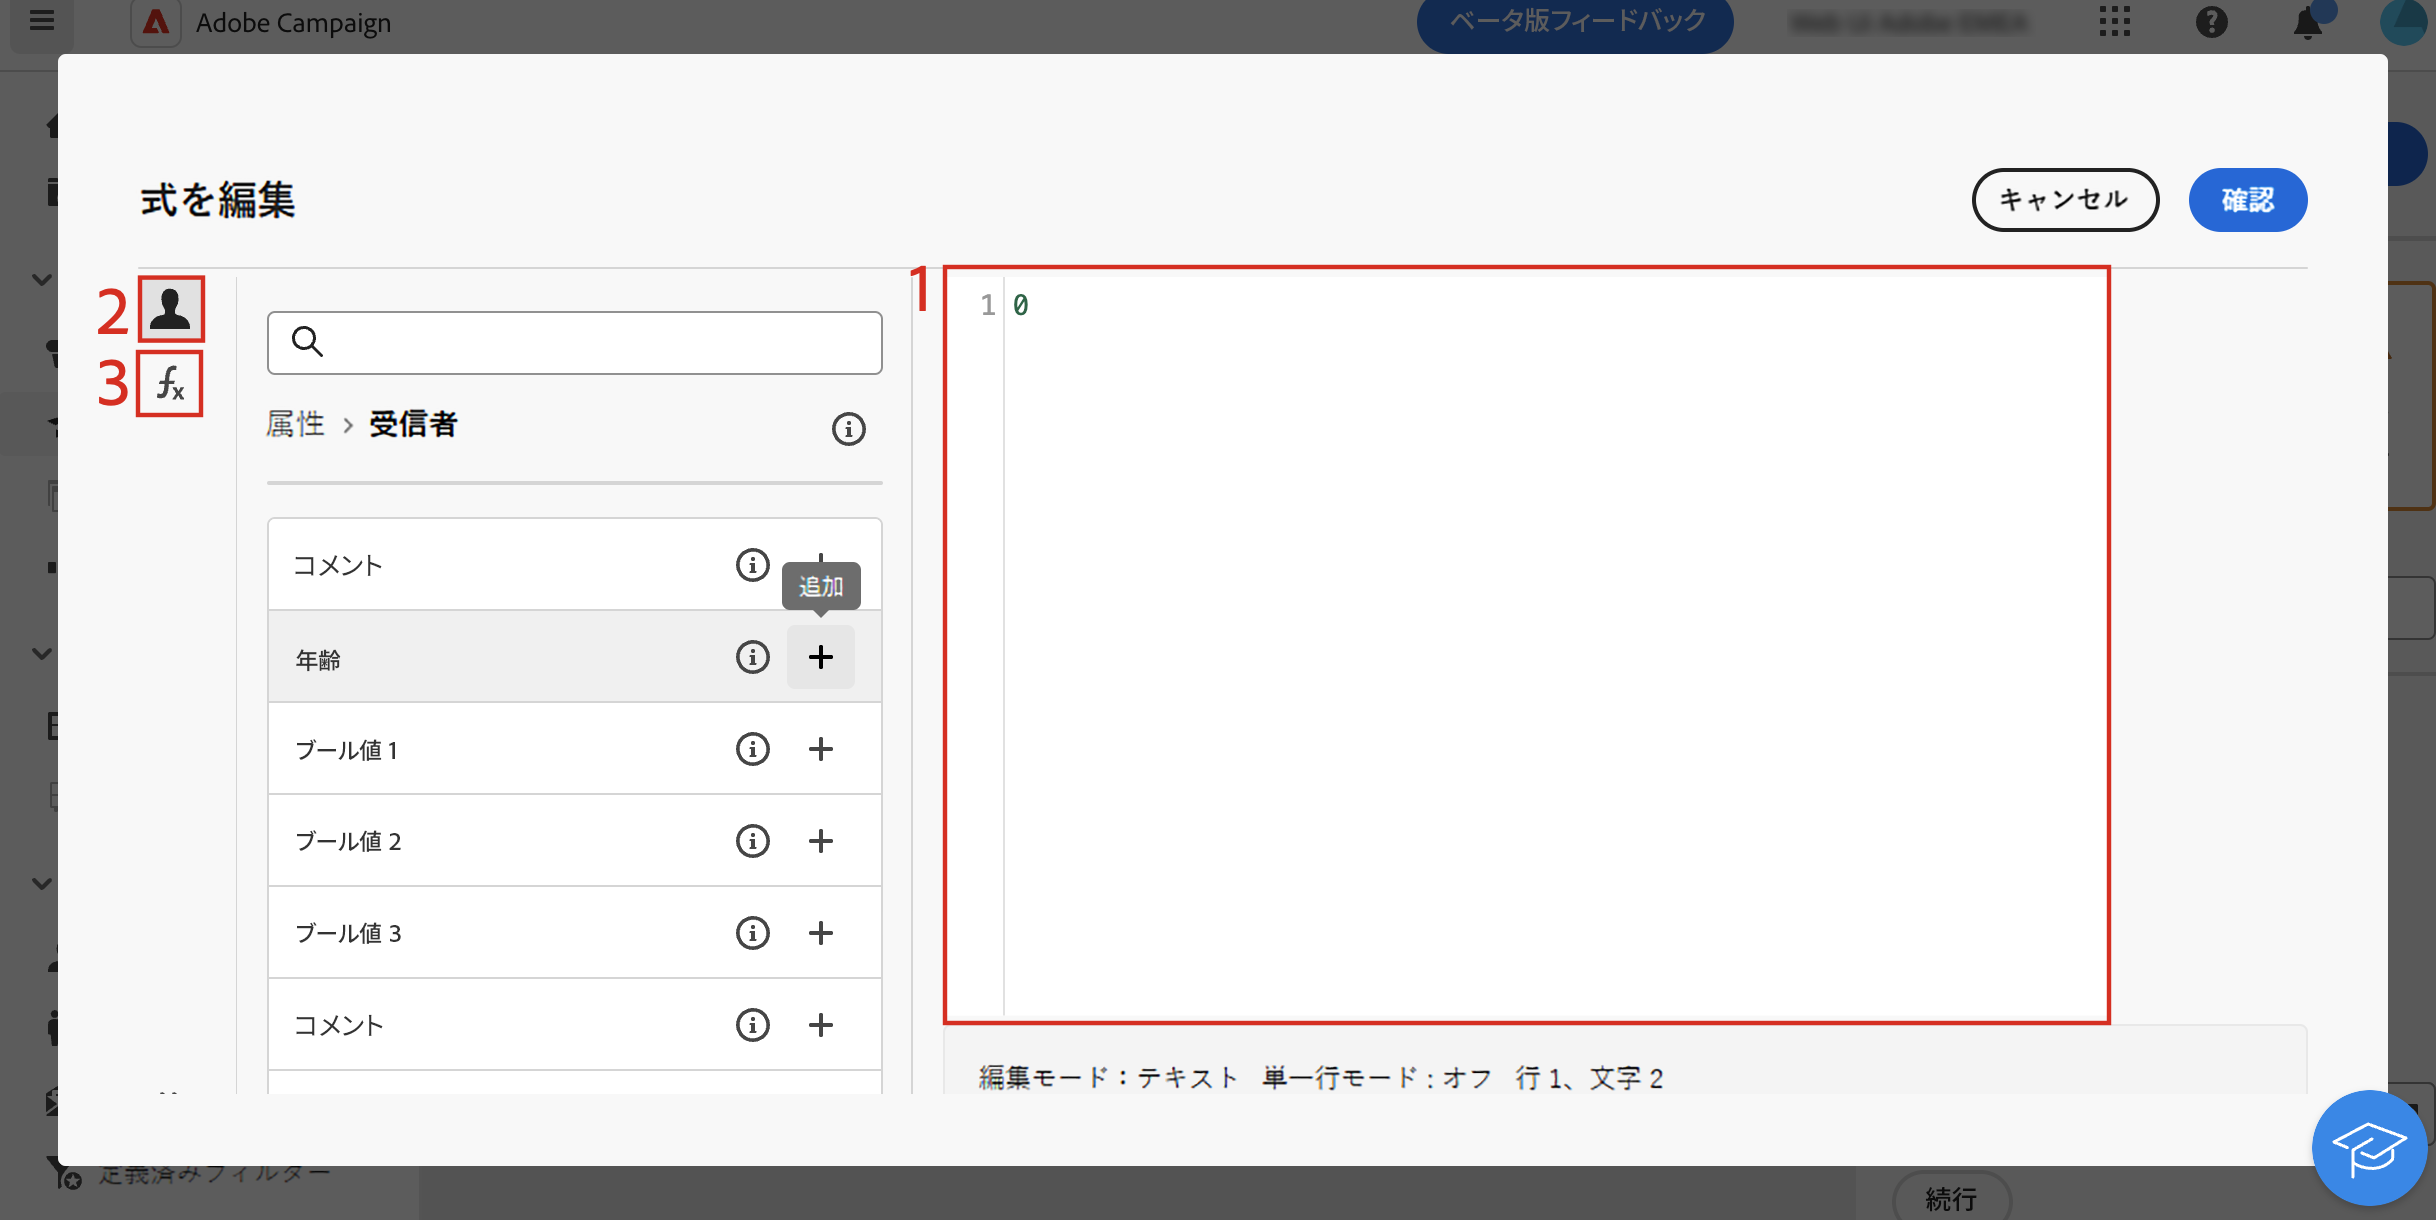 Adobe Campaign
ベータ版フィードバック
式を編集
キャンセル
確認
1
2
3
fx
1 0
属性 > 受信者
コメント
追加
年齢
ブール値 1
ブール値 2
ブール値 3
コメント
編集モード：テキスト 単一行モード：オフ 行 1、文字 2
定義済みフィルター
続行